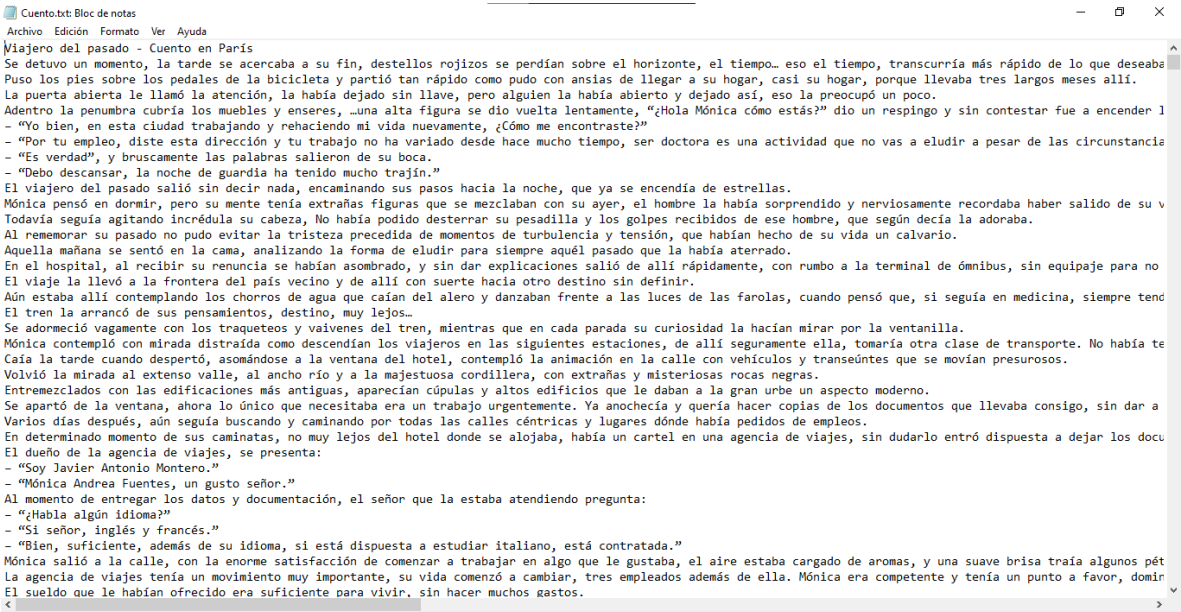 Cuento.txt: Bloc de notas
Archivo Edición Formato Ver Ayuda
Viajero del pasado - Cuento en París
Se detuvo un momento, la tarde se acercaba a su fin, destellos rojizos se perdían sobre el horizonte, el tiempo… eso el tiempo, transcurría más rápido de lo que deseaba
Puso los pies sobre los pedales de la bicicleta y partió tan rápido como pudo con ansias de llegar a su hogar, casi su hogar, porque llevaba tres largos meses allí.
La puerta abierta le llamó la atención, la había dejado sin llave, pero alguien la había abierto y dejado así, eso la preocupó un poco.
Adentro la penumbra cubría los muebles y enseres, …una alta figura se dio vuelta lentamente, “¿Hola Mónica cómo estás?” dio un respingo y sin contestar fue a encender l
– “Yo bien, en esta ciudad trabajando y rehaciendo mi vida nuevamente, ¿Cómo me encontraste?”
– “Por tu empleo, diste esta dirección y tu trabajo no ha variado desde hace mucho tiempo, ser doctora es una actividad que no vas a eludir a pesar de las circunstancia
– “Es verdad”, y bruscamente las palabras salieron de su boca.
– “Debo descansar, la noche de guardia ha tenido mucho trajín.”
El viajero del pasado salió sin decir nada, encaminando sus pasos hacia la noche, que ya se encendía de estrellas.
Mónica pensó en dormir, pero su mente tenía extrañas figuras que se mezclaban con su ayer, el hombre la había sorprendido y nerviosamente recordaba haber salido de su v
Todavía seguía agitando incrédula su cabeza, No había podido desterrar su pesadilla y los golpes recibidos de ese hombre, que según decía la adoraba.
Al rememorar su pasado no pudo evitar la tristeza precedida de momentos de turbulencia y tensión, que habían hecho de su vida un calvario.
Aquella mañana se sentó en la cama, analizando la forma de eludir para siempre aquél pasado que la había aterrado.
En el hospital, al recibir su renuncia se habían asombrado, y sin dar explicaciones salió de allí rápidamente, con rumbo a la terminal de ómnibus, sin equipaje para no
El viaje la llevó a la frontera del país vecino y de allí con suerte hacia otro destino sin definir.
Aún estaba allí contemplando los chorros de agua que caían del alero y danzaban frente a las luces de las farolas, cuando pensó que, si seguía en medicina, siempre tend
El tren la arrancó de sus pensamientos, destino, muy lejos…
Se adormeció vagamente con los traqueteos y vaivenes del tren, mientras que en cada parada su curiosidad la hacían mirar por la ventanilla.
Mónica contempló con mirada distraída como descendían los viajeros en las siguientes estaciones, de allí seguramente ella, tomaría otra clase de transporte. No había te
Caía la tarde cuando despertó, asomándose a la ventana del hotel, contempló la animación en la calle con vehículos y transeúntes que se movían presurosos.
Volvió la mirada al extenso valle, al ancho río y a la majestuosa cordillera, con extrañas y misteriosas rocas negras.
Entremezclados con las edificaciones más antiguas, aparecían cúpulas y altos edificios que le daban a la gran urbe un aspecto moderno.
Se apartó de la ventana, ahora lo único que necesitaba era un trabajo urgentemente. Ya anochecía y quería hacer copias de los documentos que llevaba consigo, sin dar a
Varios días después, aún seguía buscando y caminando por todas las calles céntricas y lugares dónde había pedidos de empleos.
En determinado momento de sus caminatas, no muy lejos del hotel donde se alojaba, había un cartel en una agencia de viajes, sin dudarlo entró dispuesta a dejar los docu
El dueño de la agencia de viajes, se presenta:
– “Soy Javier Antonio Montero.”
– “Mónica Andrea Fuentes, un gusto señor.”
Al momento de entregar los datos y documentación, el señor que la estaba atendiendo pregunta:
– “¿Habla algún idioma?”
– “Si señor, inglés y francés.”
– “Bien, suficiente, además de su idioma, si está dispuesta a estudiar italiano, está contratada.”
Mónica salió a la calle, con la enorme satisfacción de comenzar a trabajar en algo que le gustaba, el aire estaba cargado de aromas, y una suave brisa traía algunos pét
La agencia de viajes tenía un movimiento muy importante, su vida comenzó a cambiar, tres empleados además de ella. Mónica era competente y tenía un punto a favor, domin
El sueldo que le habían ofrecido era suficiente para vivir, sin hacer muchos gastos.